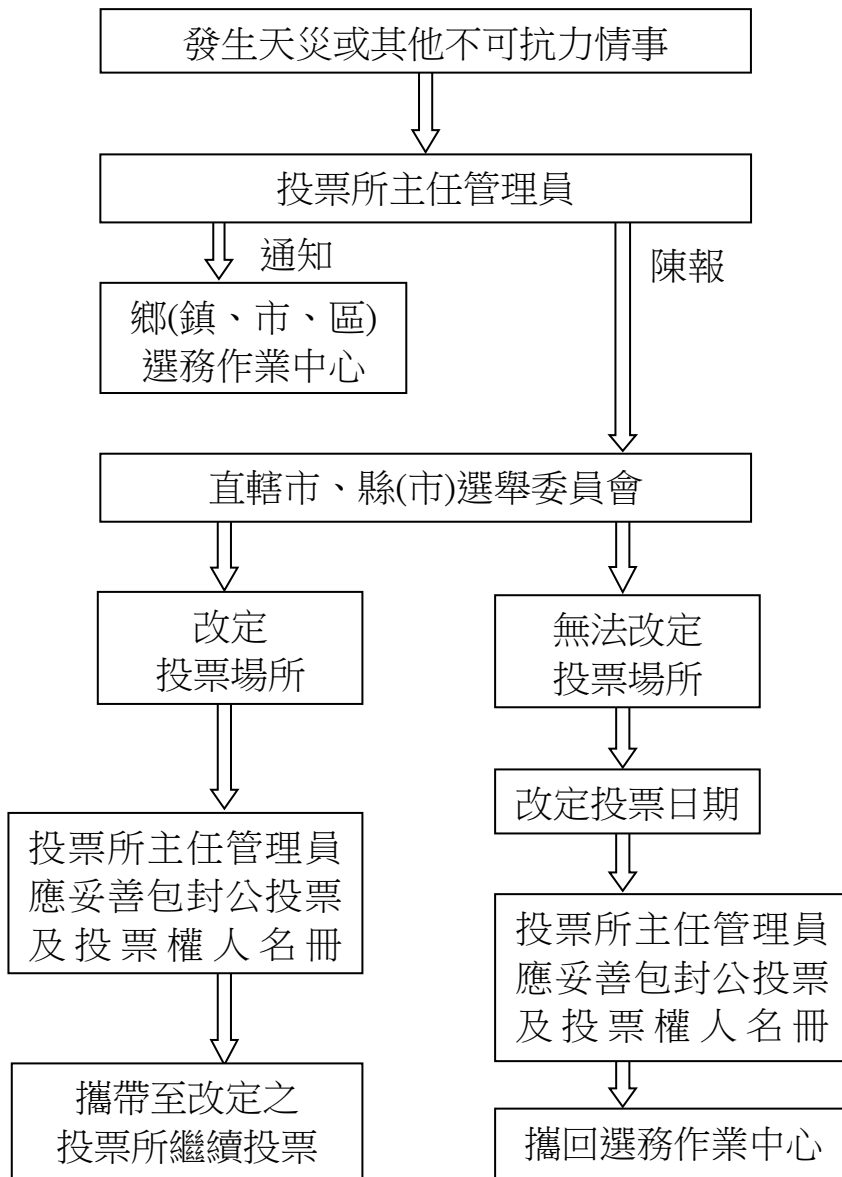 發生天災或其他不可抗力情事
投票所主任管理員
通知
陳報
鄉(鎮、市、區)
選務作業中心
直轄市、縣(市)選舉委員會
改定
投票場所
無法改定
投票場所
改定投票日期
投票所主任管理員
應妥善包封公投票
及投票權人名冊
投票所主任管理員
應妥善包封公投票
及投票權人名冊
攜帶至改定之
投票所繼續投票
攜回選務作業中心